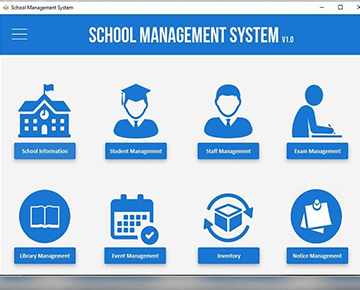 School Management System
SCHOOL MANAGEMENT SYSTEM V1.0
School Information
Student Management
Staff Management
Exam Management
Library Management
Event Management
Inventory
Notice Management